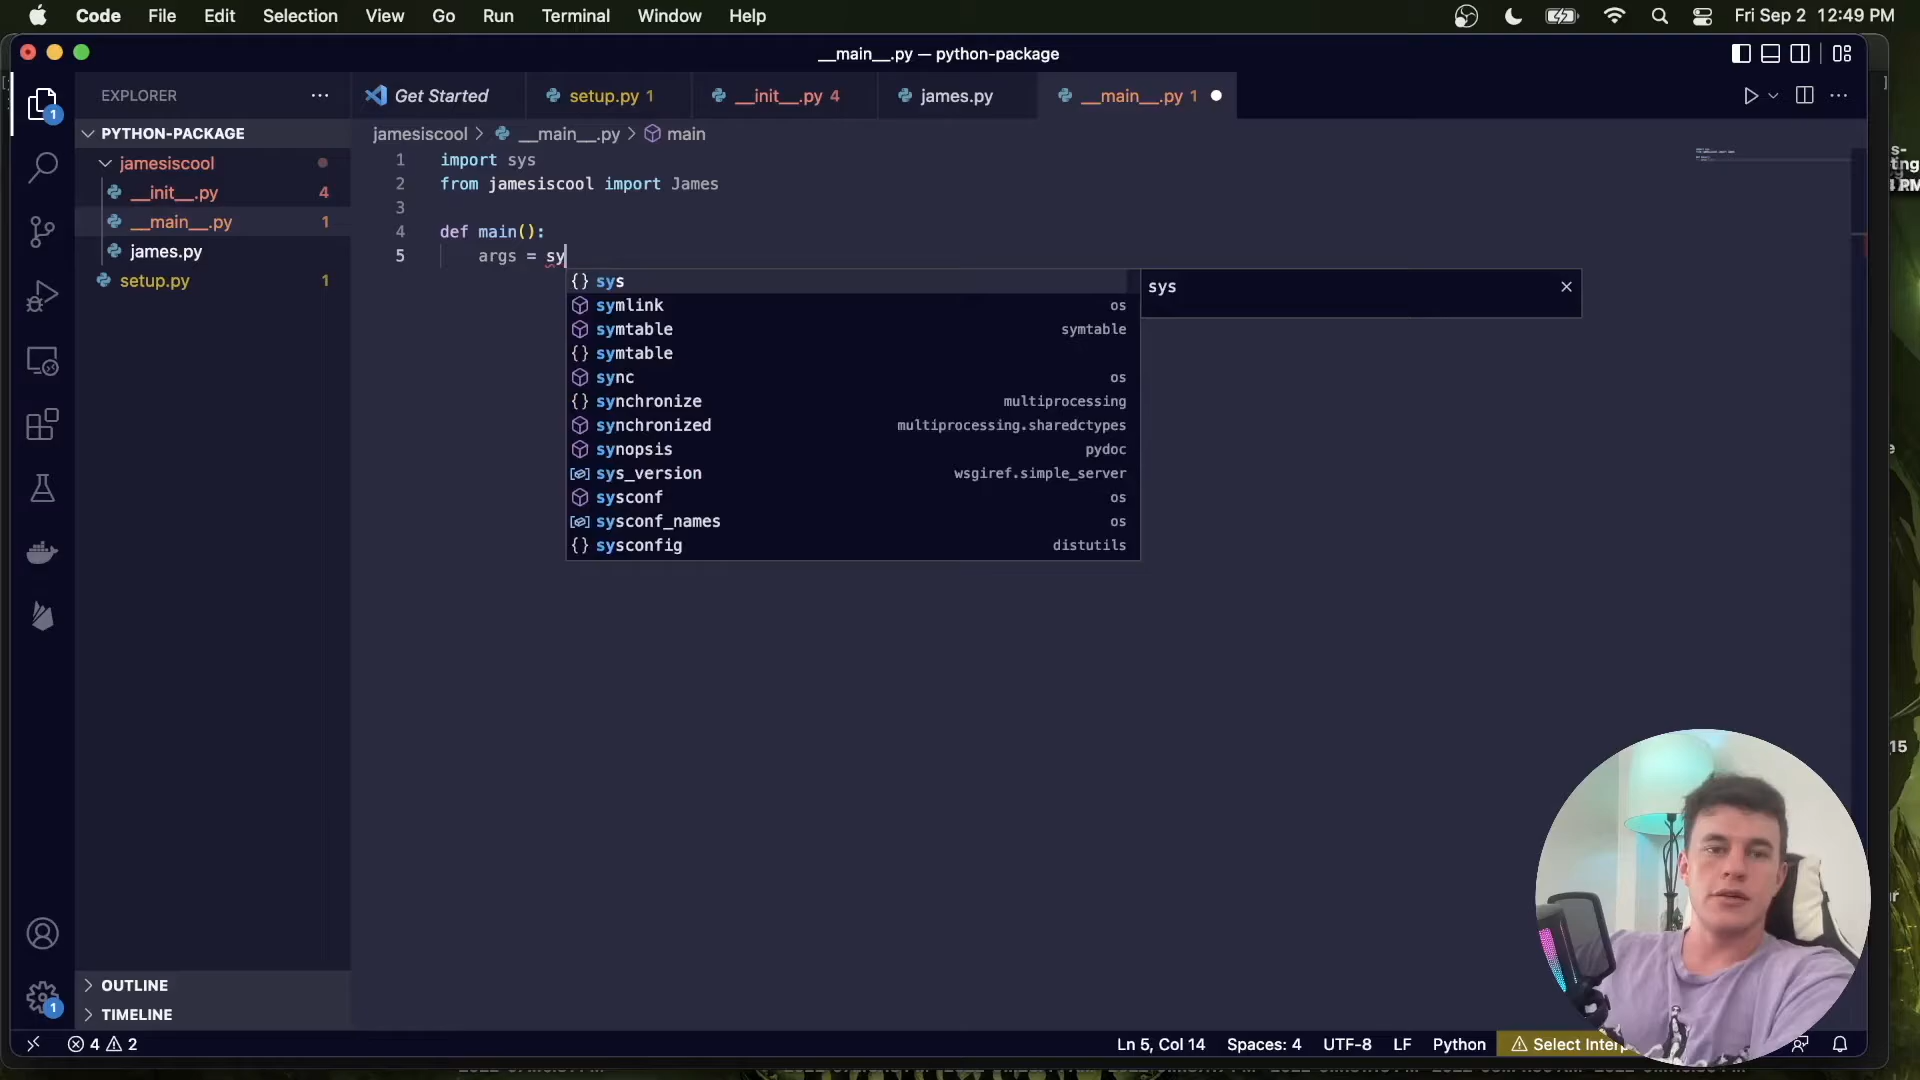 Code File Edit Selection View Go Run Terminal Window Help
Fri Sep 2 12:49 PM
__main__.py — python-package
EXPLORER
Get Started
setup.py 1
__init__.py 4
james.py
__main__.py 1
PYTHON-PACKAGE
jamesiscool > __main__.py > main
jamesiscool
__init__.py 4
__main__.py 1
james.py
setup.py 1
1 import sys
2 from jamesiscool import James
3
4 def main():
5 args = sy
sys
symlink os
symtable symtable
symtable
sync os
synchronize multiprocessing
synchronized multiprocessing.sharedctypes
synopsis pydoc
sys_version wsgiref.simple_server
sysconf os
sysconf_names os
sysconfig distutils
sys
1
1
OUTLINE
TIMELINE
4 2
Ln 5, Col 14 Spaces: 4 UTF-8 LF Python Select